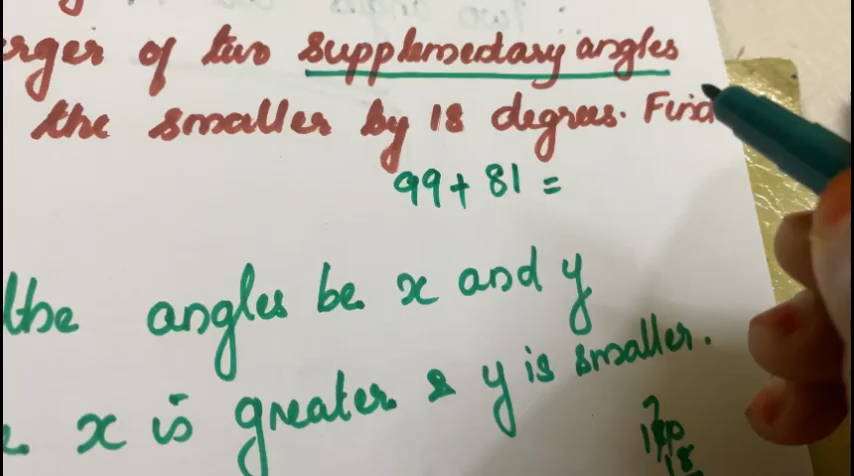 of two supplementary angles
the smaller by 18 degrees. Find
99 + 81 =
the angles be x and y
x is greater & y is smaller.
18